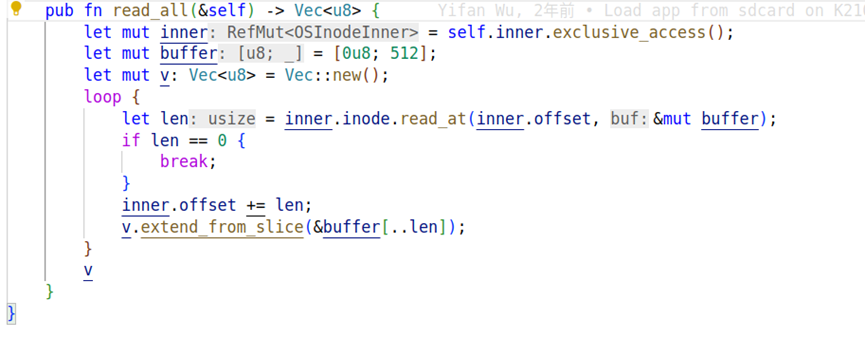 pub fn read_all(&self) -> Vec<u8> {    Yifan Wu, 2年前 • Load app from sdcard on K210
    let mut inner: RefMut<OSInodeInner> = self.inner.exclusive_access();
    let mut buffer: [u8; _] = [0u8; 512];
    let mut v: Vec<u8> = Vec::new();
    loop {
        let len: usize = inner.inode.read_at(inner.offset, buf: &mut buffer);
        if len == 0 {
            break;
        }
        inner.offset += len;
        v.extend_from_slice(&buffer[..len]);
    }
    v
}
}